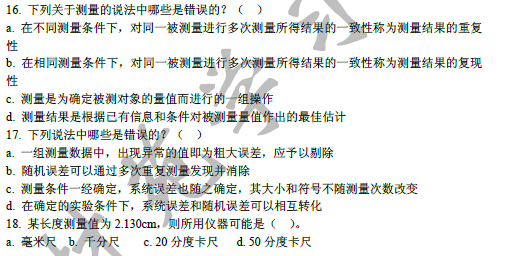 16. 下列关于测量的说法中哪些是错误的？（ ）
a. 在不同测量条件下，对同一被测量进行多次测量所得结果的一致性称为测量结果的重复
性
b. 在相同测量条件下，对同一被测量进行多次测量所得结果的一致性称为测量结果的复现
性
c. 测量是为确定被测对象的量值而进行的一组操作
d. 测量结果是根据已有信息和条件对被测量量值作出的最佳估计
17. 下列说法中哪些是错误的？（ ）
a. 一组测量数据中，出现异常的值即为粗大误差，应予以剔除
b. 随机误差可以通过多次重复测量发现并消除
c. 测量条件一经确定，系统误差也随之确定，其大小和符号不随测量次数改变
d. 在确定的实验条件下，系统误差和随机误差可以相互转化
18. 某长度测量值为 2.130cm，则所用仪器可能是（ ）。
a. 毫米尺 b. 千分尺 c. 20 分度卡尺 d. 50 分度卡尺